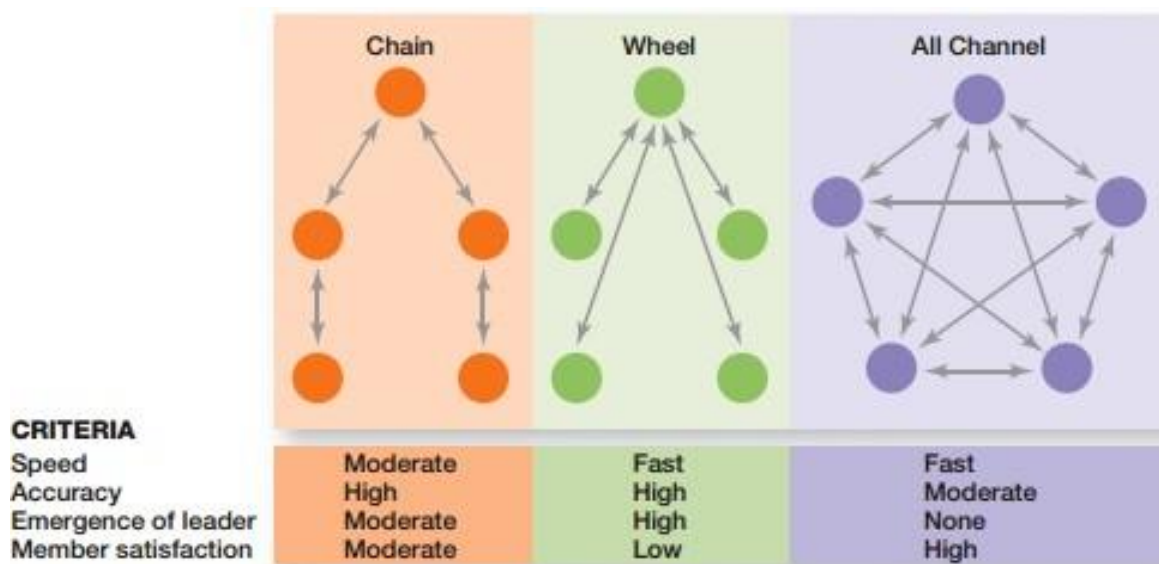 Chain Wheel All Channel
CRITERIA
Speed Moderate Fast Fast
Accuracy High High Moderate
Emergence of leader Moderate High None
Member satisfaction Moderate Low High